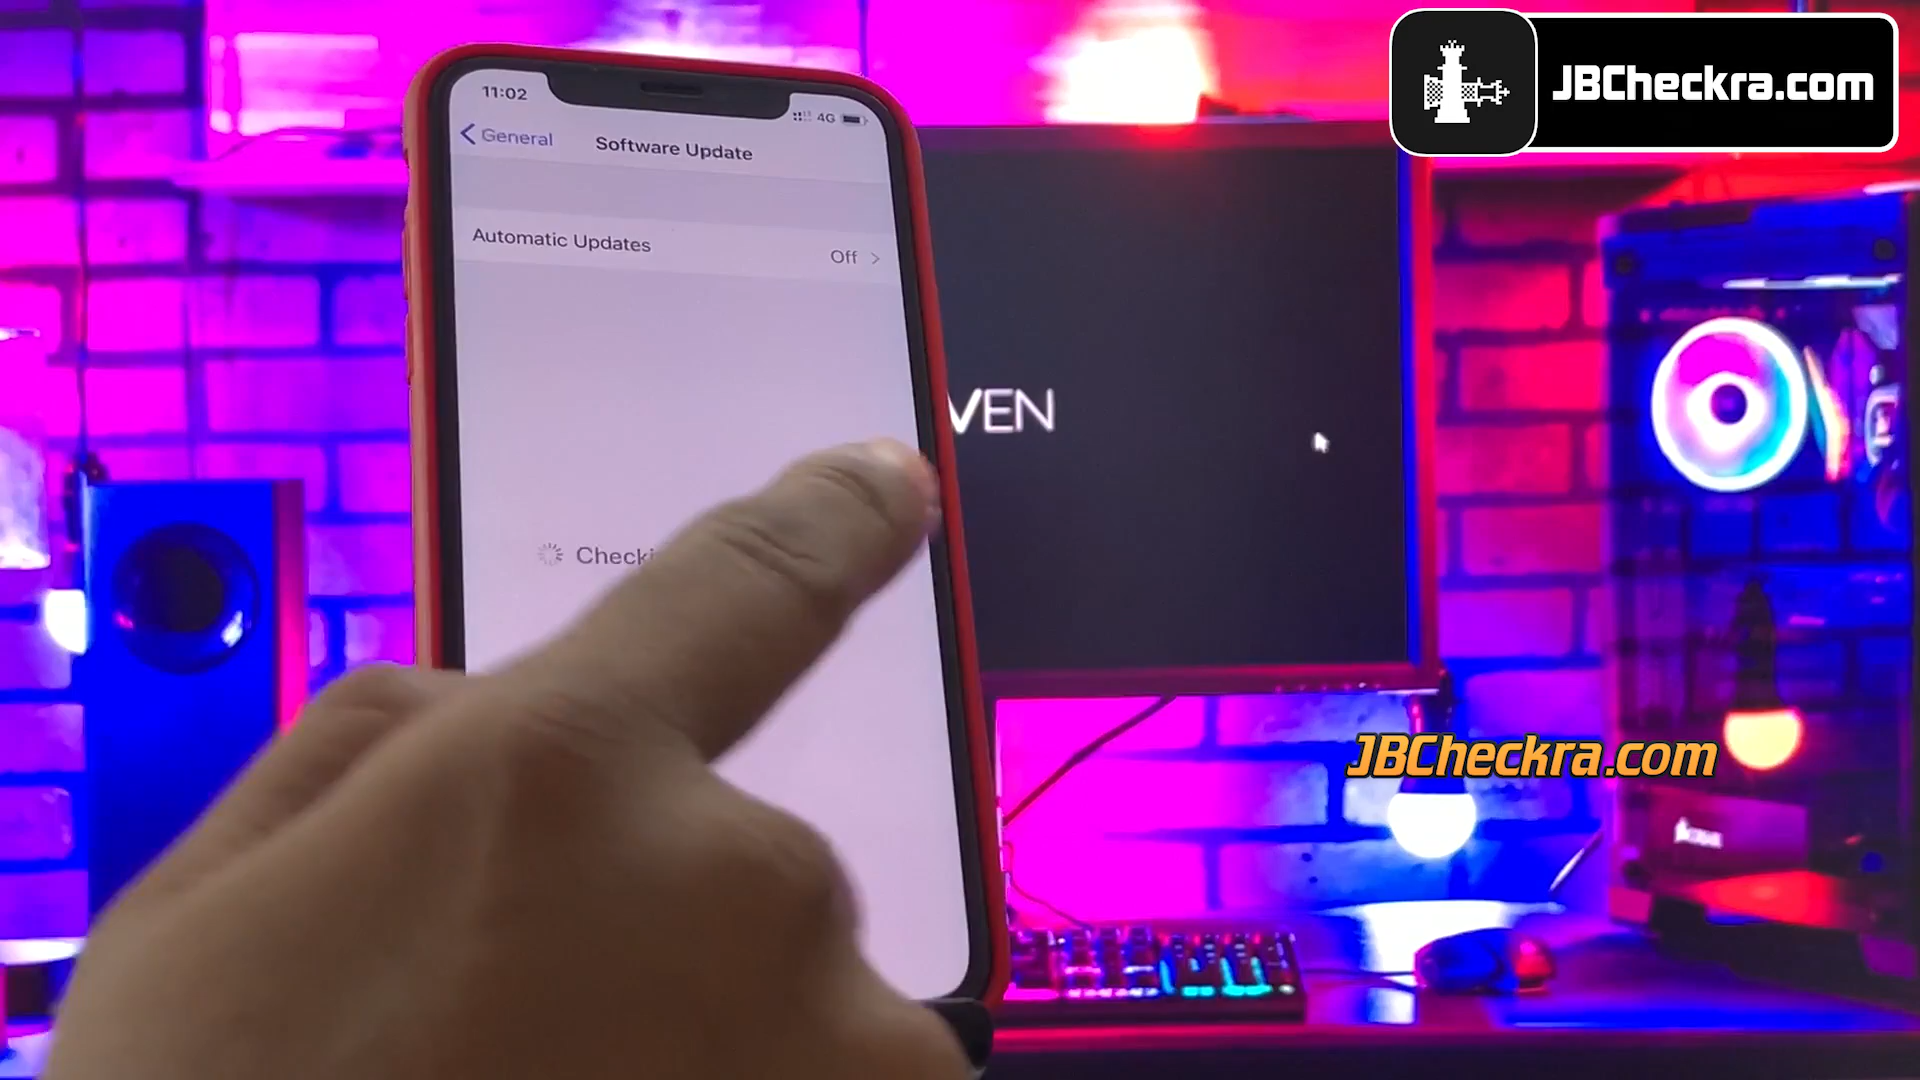 JBCheckra.com
11:02
4G
General
Software Update
Automatic Updates
Off
VEN
JBCheckra.com